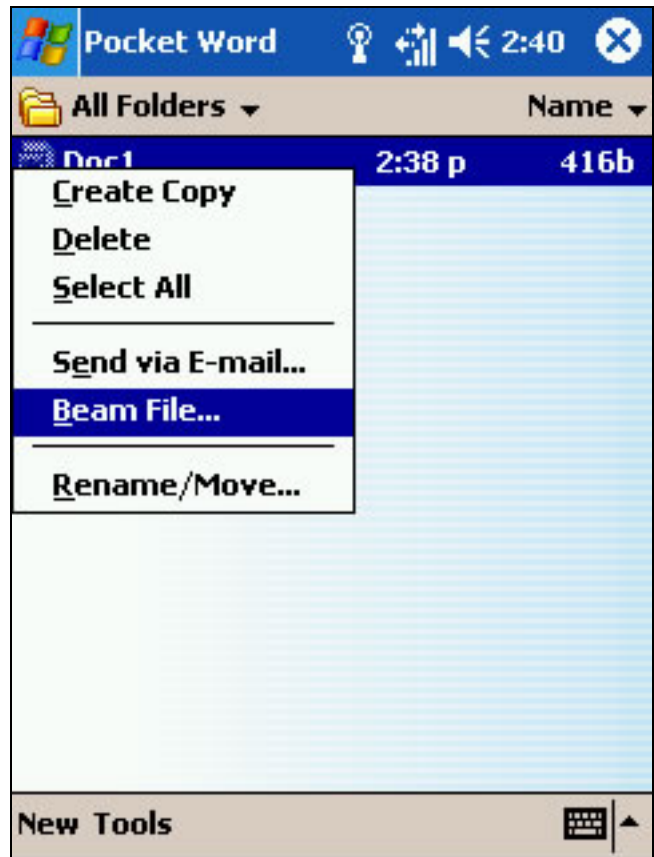 Pocket Word 2:40
All Folders Name
Doc1 2:38 p 416b
Create Copy
Delete
Select All
Send via E-mail...
Beam File...
Rename/Move...
New Tools